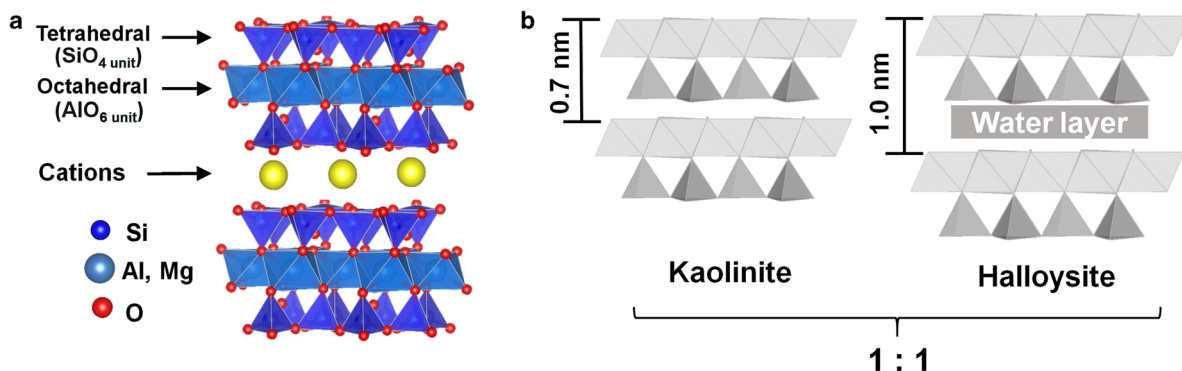 a
Tetrahedral
(SiO4 unit)
Octahedral
(AlO6 unit)
Cations
Si
Al, Mg
O
b
0.7 nm
1.0 nm
Water layer
Kaolinite
Halloysite
1 : 1